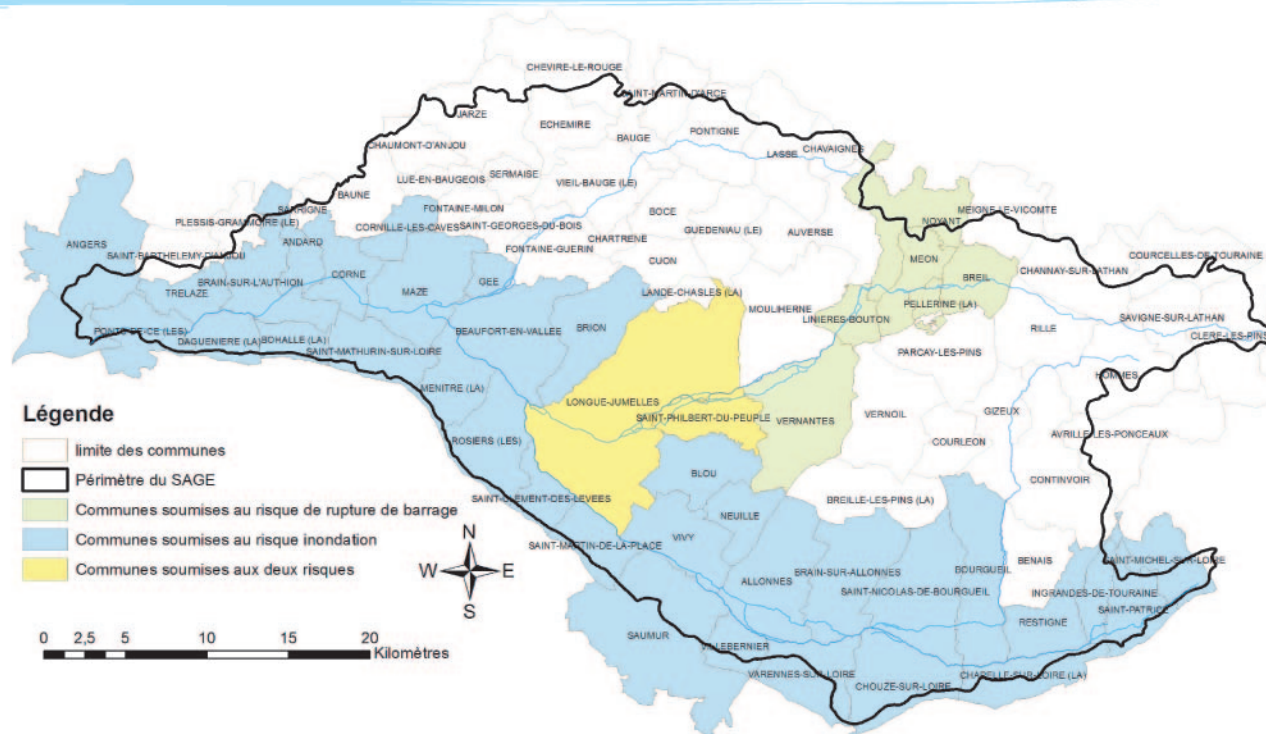 CHEVIRE-LE-ROUGE
SAINT-MARTIN-D'ARCE
JARZE
ECHEMIRE
BAUGE
PONTIGNE
CHAUMONT-D'ANJOU
LASSE
CHAVAIGNES
LUE-EN-BAUGEOIS
SERMAISE
VIEIL-BAUGE (LE)
BAUNE
SARRIGNE
FONTAINE-MILON
BOCE
NOYANT
MEIGNE-LE-VICOMTE
PLESSIS-GRAMMOIRE (LE)
CORNILLE-LES-CAVES
SAINT-GEORGES-DU-BOIS
GUEDENIAU (LE)
AUVERSE
ANGERS
ANDARD
CHARTRENE
SAINT-BARTHELEMY-D'ANJOU
FONTAINE-GUERIN
CUON
MEON
COURCELLES-DE-TOURAINE
BRAIN-SUR-L'AUTHION
CORNE
BREIL
CHANNAY-SUR-LATHAN
TRELAZE
MAZE
GEE
LANDE-CHASLES (LA)
PELLERINE (LA)
MOULIHERNE
LINIERES-BOUTON
SAVIGNE-SUR-LATHAN
PONTS-DE-CE (LES)
BEAUFORT-EN-VALLEE
BRION
RILLE
CLERE-LES-PINS
DAGUENIERE (LA)
BOHALLE (LA)
SAINT-MATHURIN-SUR-LOIRE
PARCAY-LES-PINS
HOMMES
MENITRE (LA)
LONGUE-JUMELLES
SAINT-PHILBERT-DU-PEUPLE
VERNANTES
VERNOIL
GIZEUX
ROSIERS (LES)
COURLEON
AVRILLE-LES-PONCEAUX
BLOU
CONTINVOIR
SAINT-CLEMENT-DES-LEVEES
BREILLE-LES-PINS (LA)
NEUILLE
SAINT-MARTIN-DE-LA-PLACE
VIVY
BENAIS
SAINT-MICHEL-SUR-LOIRE
ALLONNES
BRAIN-SUR-ALLONNES
BOURGUEIL
SAINT-NICOLAS-DE-BOURGUEIL
INGRANDES-DE-TOURAINE
SAINT-PATRICE
RESTIGNE
SAUMUR
VILLEBERNIER
VARENNES-SUR-LOIRE
CHAPELLE-SUR-LOIRE (LA)
CHOUZE-SUR-LOIRE
Légende
limite des communes
Périmètre du SAGE
Communes soumises au risque de rupture de barrage
Communes soumises au risque inondation
Communes soumises aux deux risques
N
W E
S
0 2,5 5 10 15 20
Kilomètres